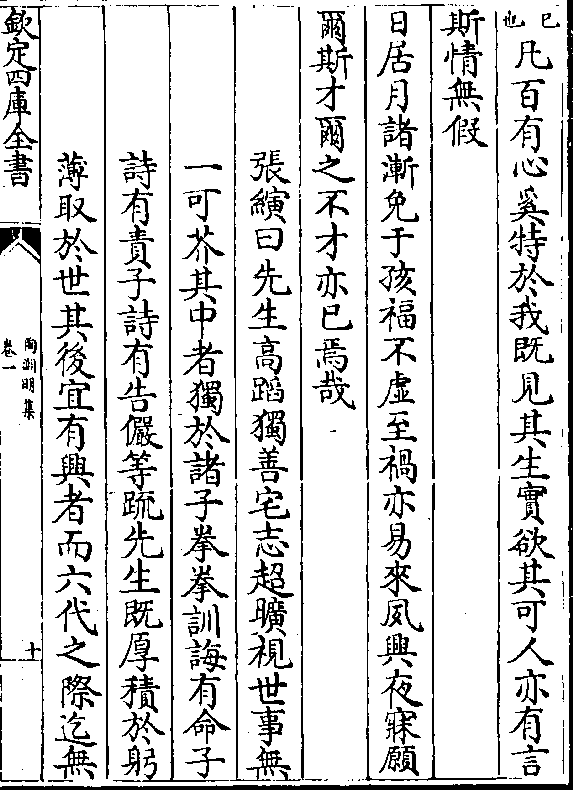 已也凡百有心奚特於我既見其生實欲其可人亦有言
斯情無假
日居月諸漸免于孩福不虚至禍亦易來夙興夜寐願
爾斯才爾之不才亦已焉哉
張縯曰先生高蹈獨善宅志超曠視世事無
一可芥其中者獨於諸子拳拳訓誨有命子
詩有責子詩有告儼等疏先生既厚積於躬
薄取於世其後宜有興者而六代之際迄無
欽定四庫全書
陶淵明集
卷一
十